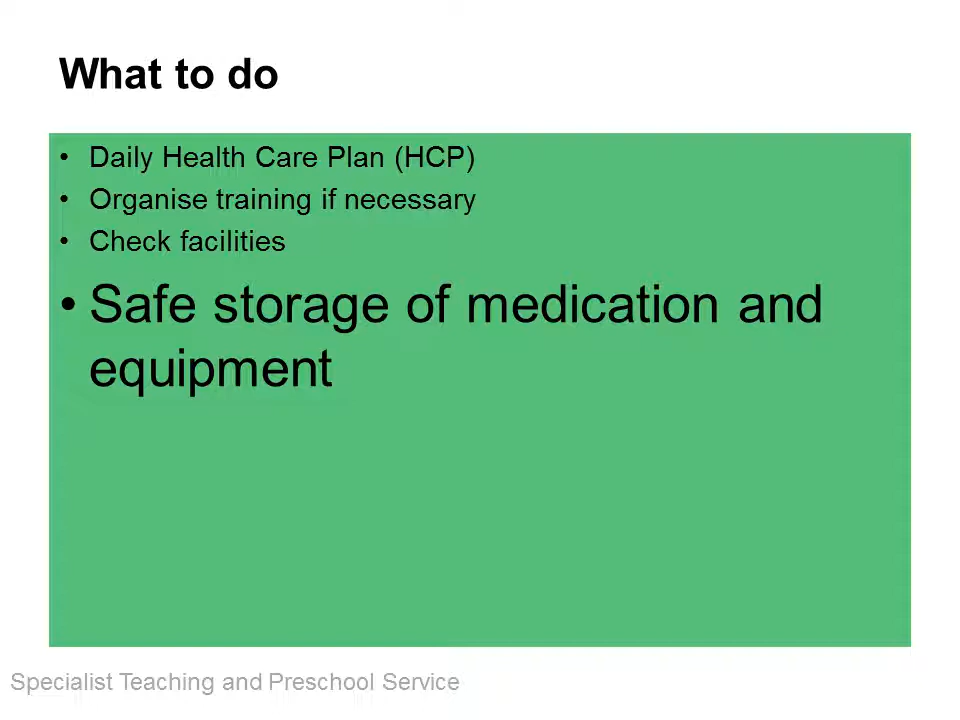 What to do
• Daily Health Care Plan (HCP)
• Organise training if necessary
• Check facilities
• Safe storage of medication and
equipment
Specialist Teaching and Preschool Service